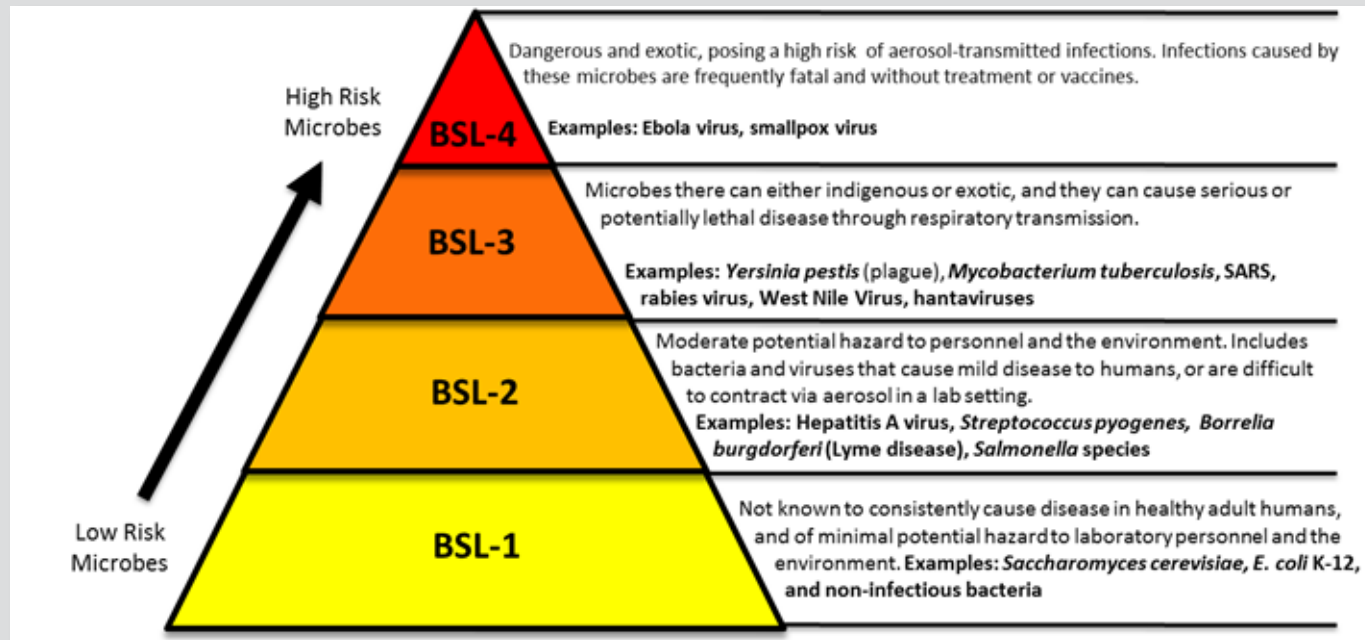 Dangerous and exotic, posing a high risk of aerosol-transmitted infections. Infections caused by
these microbes are frequently fatal and without treatment or vaccines.
High Risk
Microbes
BSL-4
Examples: Ebola virus, smallpox virus
Microbes there can either indigenous or exotic, and they can cause serious or
potentially lethal disease through respiratory transmission.
BSL-3
Examples: Yersinia pestis (plague), Mycobacterium tuberculosis, SARS,
rabies virus, West Nile Virus, hantaviruses
Moderate potential hazard to personnel and the environment. Includes
bacteria and viruses that cause mild disease to humans, or are difficult
to contract via aerosol in a lab setting.
BSL-2
Examples: Hepatitis A virus, Streptococcus pyogenes, Borrelia
burgdorferi (Lyme disease), Salmonella species
Not known to consistently cause disease in healthy adult humans,
and of minimal potential hazard to laboratory personnel and the
environment. Examples: Saccharomyces cerevisiae, E. coli K-12,
and non-infectious bacteria
BSL-1
Low Risk
Microbes